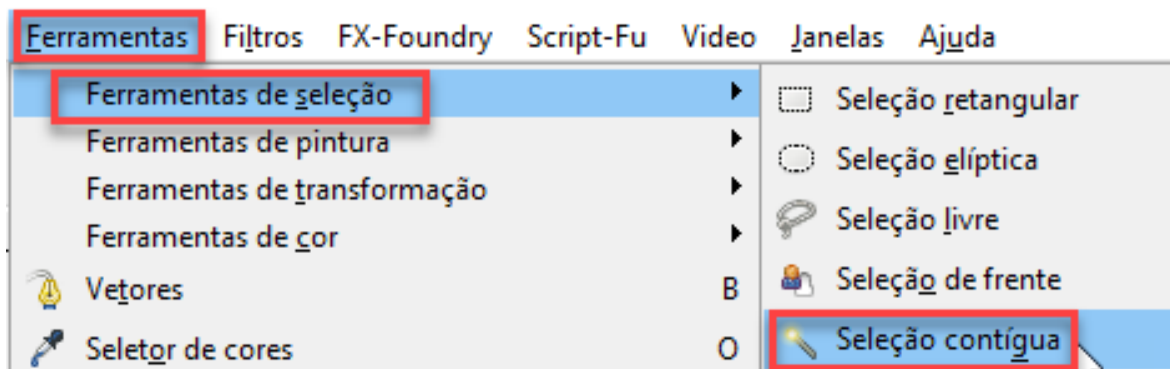 Ferramentas Filtros FX-Foundry Script-Fu Video Janelas Ajuda
Ferramentas de seleção
Ferramentas de pintura
Ferramentas de transformação
Ferramentas de cor
Vetores B
Seletor de cores O
Seleção retangular
Seleção elíptica
Seleção livre
Seleção de frente
Seleção contígua